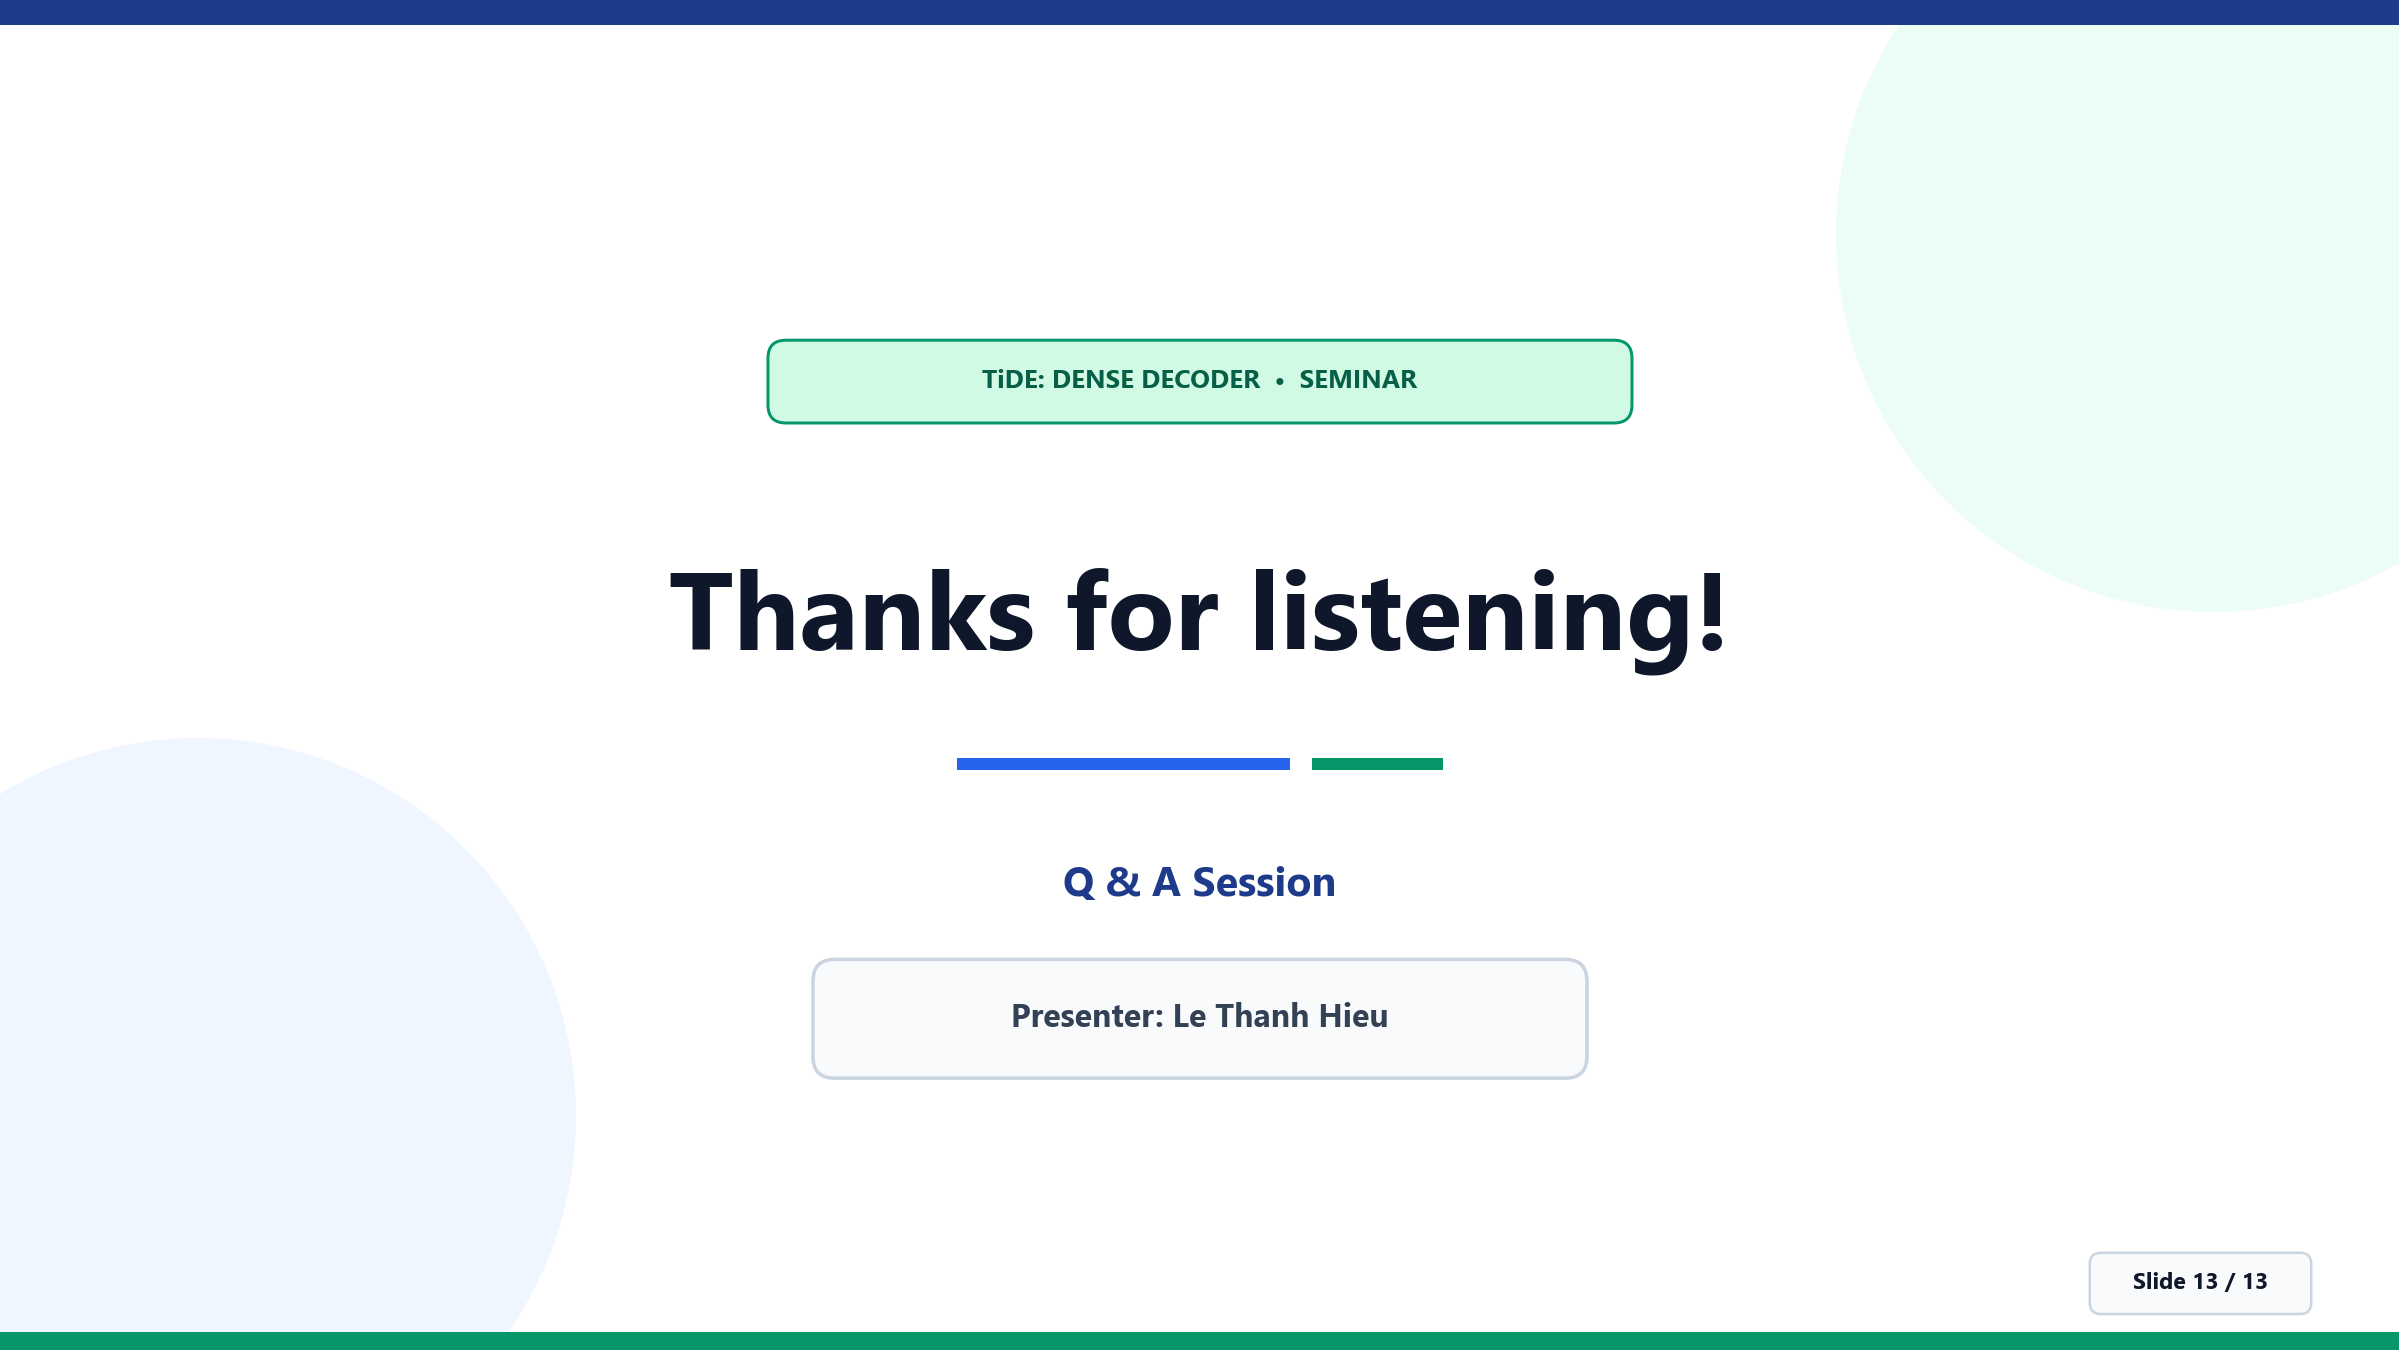 TiDE: DENSE DECODER • SEMINAR
Thanks for listening!
Q & A Session
Presenter: Le Thanh Hieu
Slide 13 / 13